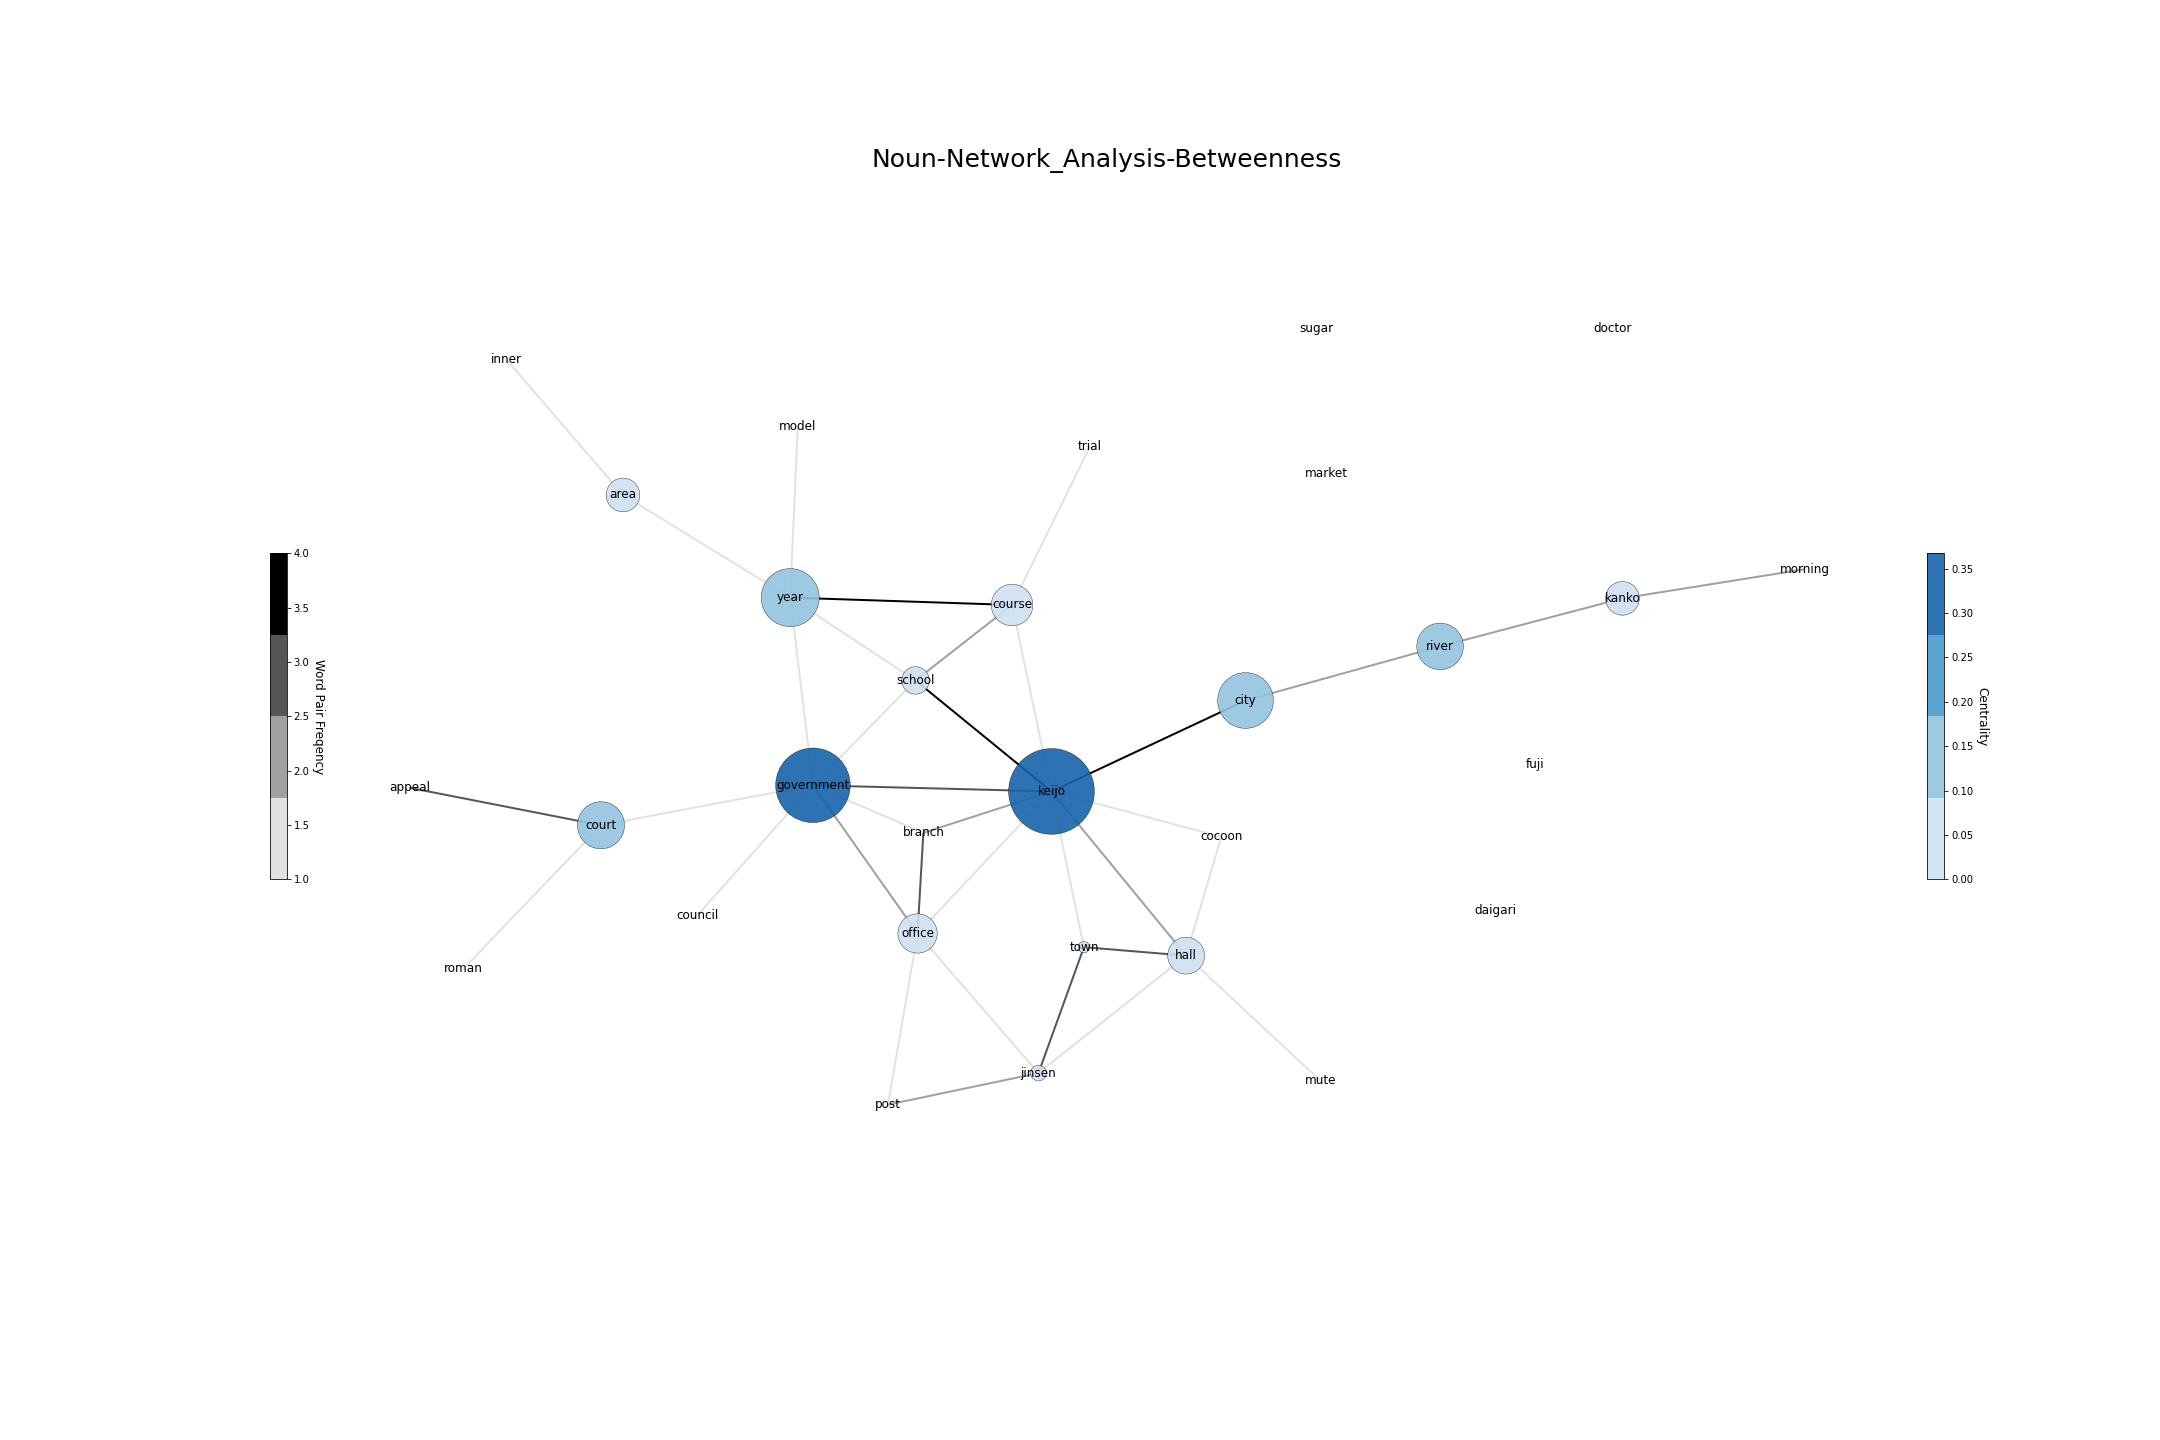 Noun-Network_Analysis-Betweenness
sugar
doctor
inner
model
trial
market
area
morning
year
course
kanko
river
school
city
fuji
government
keijo
appeal
court
branch
cocoon
council
daigari
office
town
hall
roman
jinsen
mute
post
4.0
3.5
3.0
2.5
2.0
1.5
1.0
Word Pair Freqency
0.35
0.30
0.25
0.20
0.15
0.10
0.05
0.00
Centrality